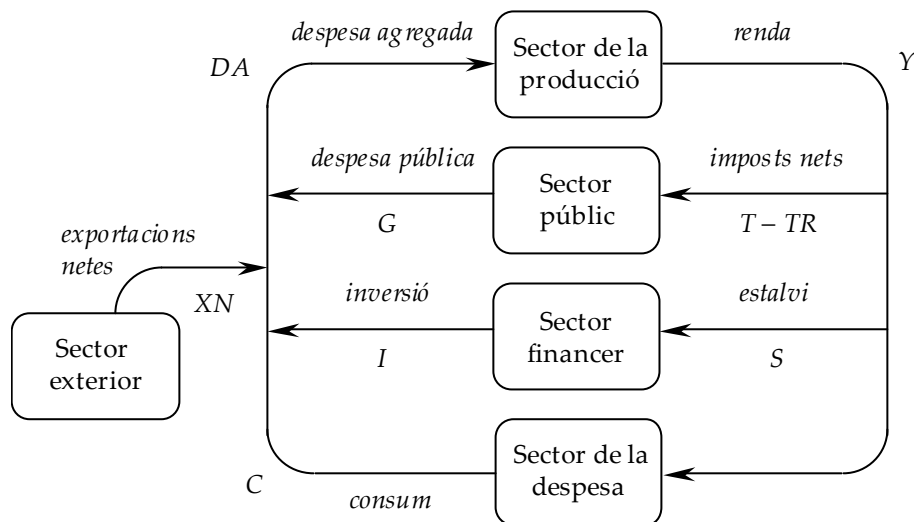 despesa agregada
Sector de la
producció
renda
DA
Y
despesa pública
Sector
públic
imposts nets
G
T – TR
exportacions
netes
XN
inversió
Sector
financer
estalvi
I
S
Sector
exterior
Sector de la
despesa
C
consum